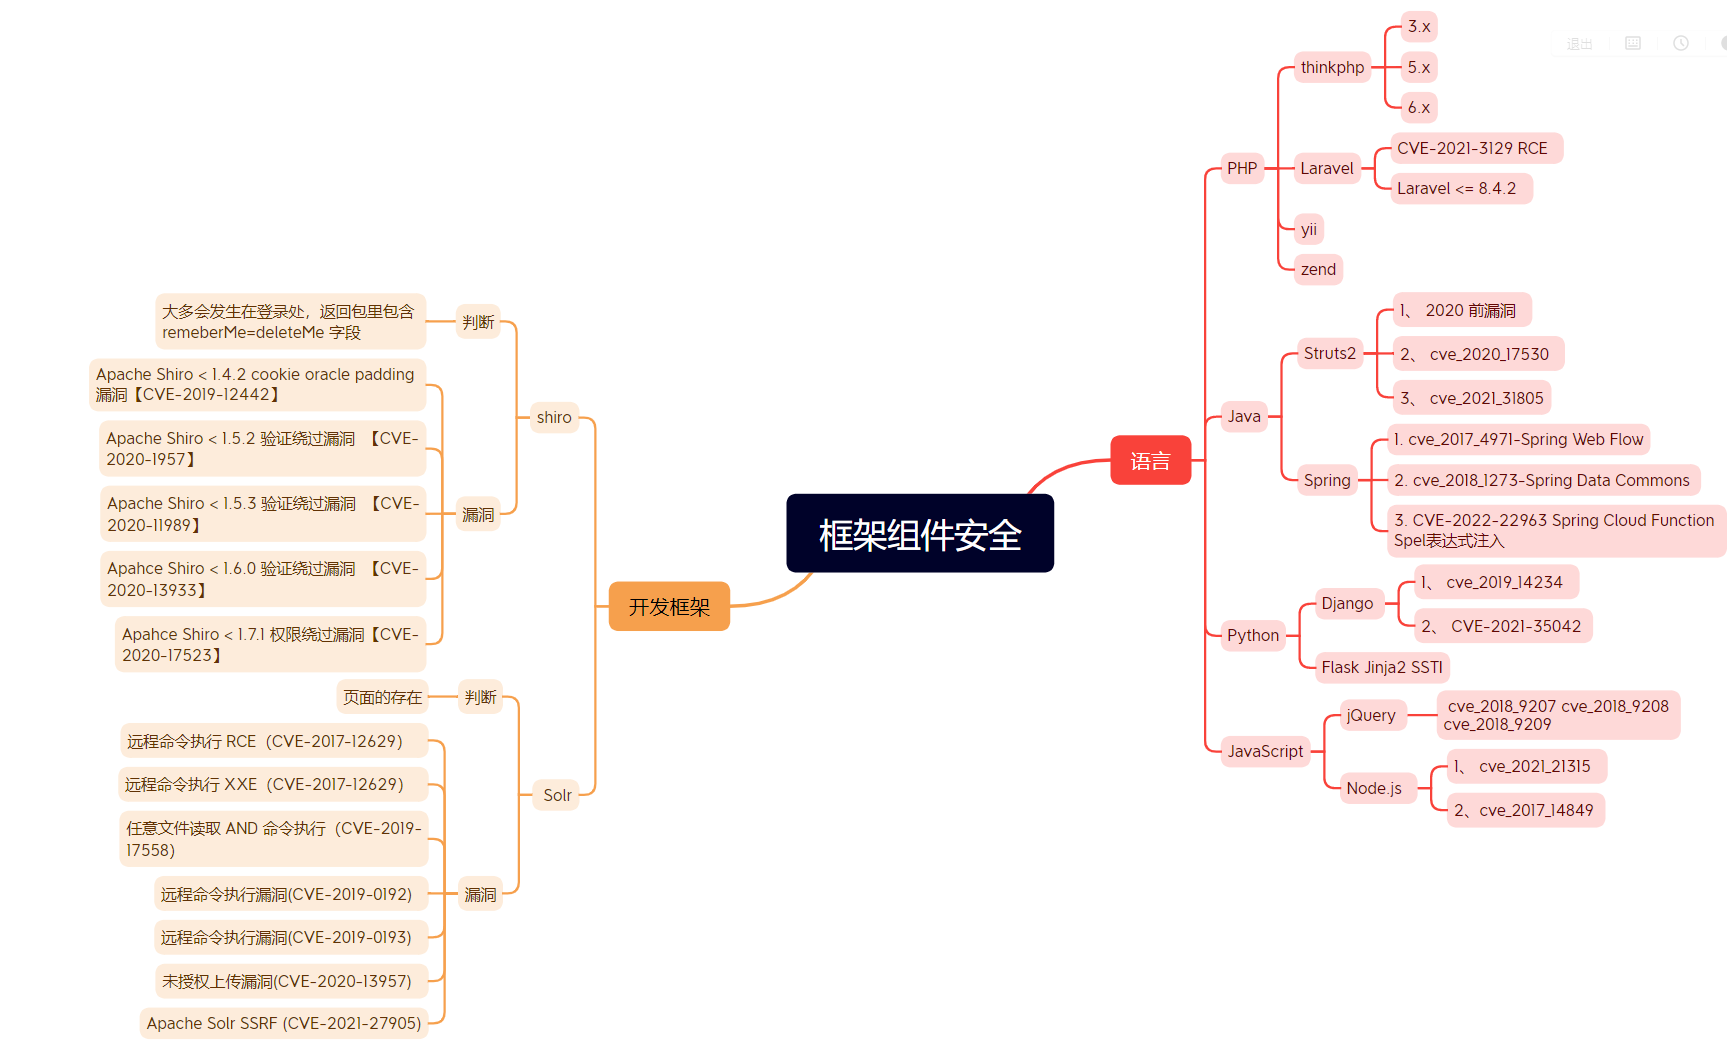 框架组件安全
语言
PHP
thinkphp
3.x
5.x
6.x
Laravel
CVE-2021-3129 RCE
Laravel <= 8.4.2
yii
zend
Java
Struts2
1、 2020 前漏洞
2、 cve_2020_17530
3、 cve_2021_31805
Spring
1. cve_2017_4971-Spring Web Flow
2. cve_2018_1273-Spring Data Commons
3. CVE-2022-22963 Spring Cloud Function
Spel表达式注入
Python
Django
1、 cve_2019_14234
2、 CVE-2021-35042
Flask Jinja2 SSTI
JavaScript
jQuery
cve_2018_9207 cve_2018_9208
cve_2018_9209
Node.js
1、 cve_2021_21315
2、cve_2017_14849
开发框架
shiro
判断
大多会发生在登录处，返回包里包含
remeberMe=deleteMe 字段
漏洞
Apache Shiro < 1.4.2 cookie oracle padding
漏洞【CVE-2019-12442】
Apache Shiro < 1.5.2 验证绕过漏洞 【CVE-
2020-1957】
Apache Shiro < 1.5.3 验证绕过漏洞 【CVE-
2020-11989】
Apahce Shiro < 1.6.0 验证绕过漏洞 【CVE-
2020-13933】
Apahce Shiro < 1.7.1 权限绕过漏洞【CVE-
2020-17523】
Solr
判断
页面的存在
漏洞
远程命令执行 RCE（CVE-2017-12629）
远程命令执行 XXE（CVE-2017-12629）
任意文件读取 AND 命令执行（CVE-2019-
17558)
远程命令执行漏洞(CVE-2019-0192)
远程命令执行漏洞(CVE-2019-0193)
未授权上传漏洞(CVE-2020-13957)
Apache Solr SSRF (CVE-2021-27905)
退出